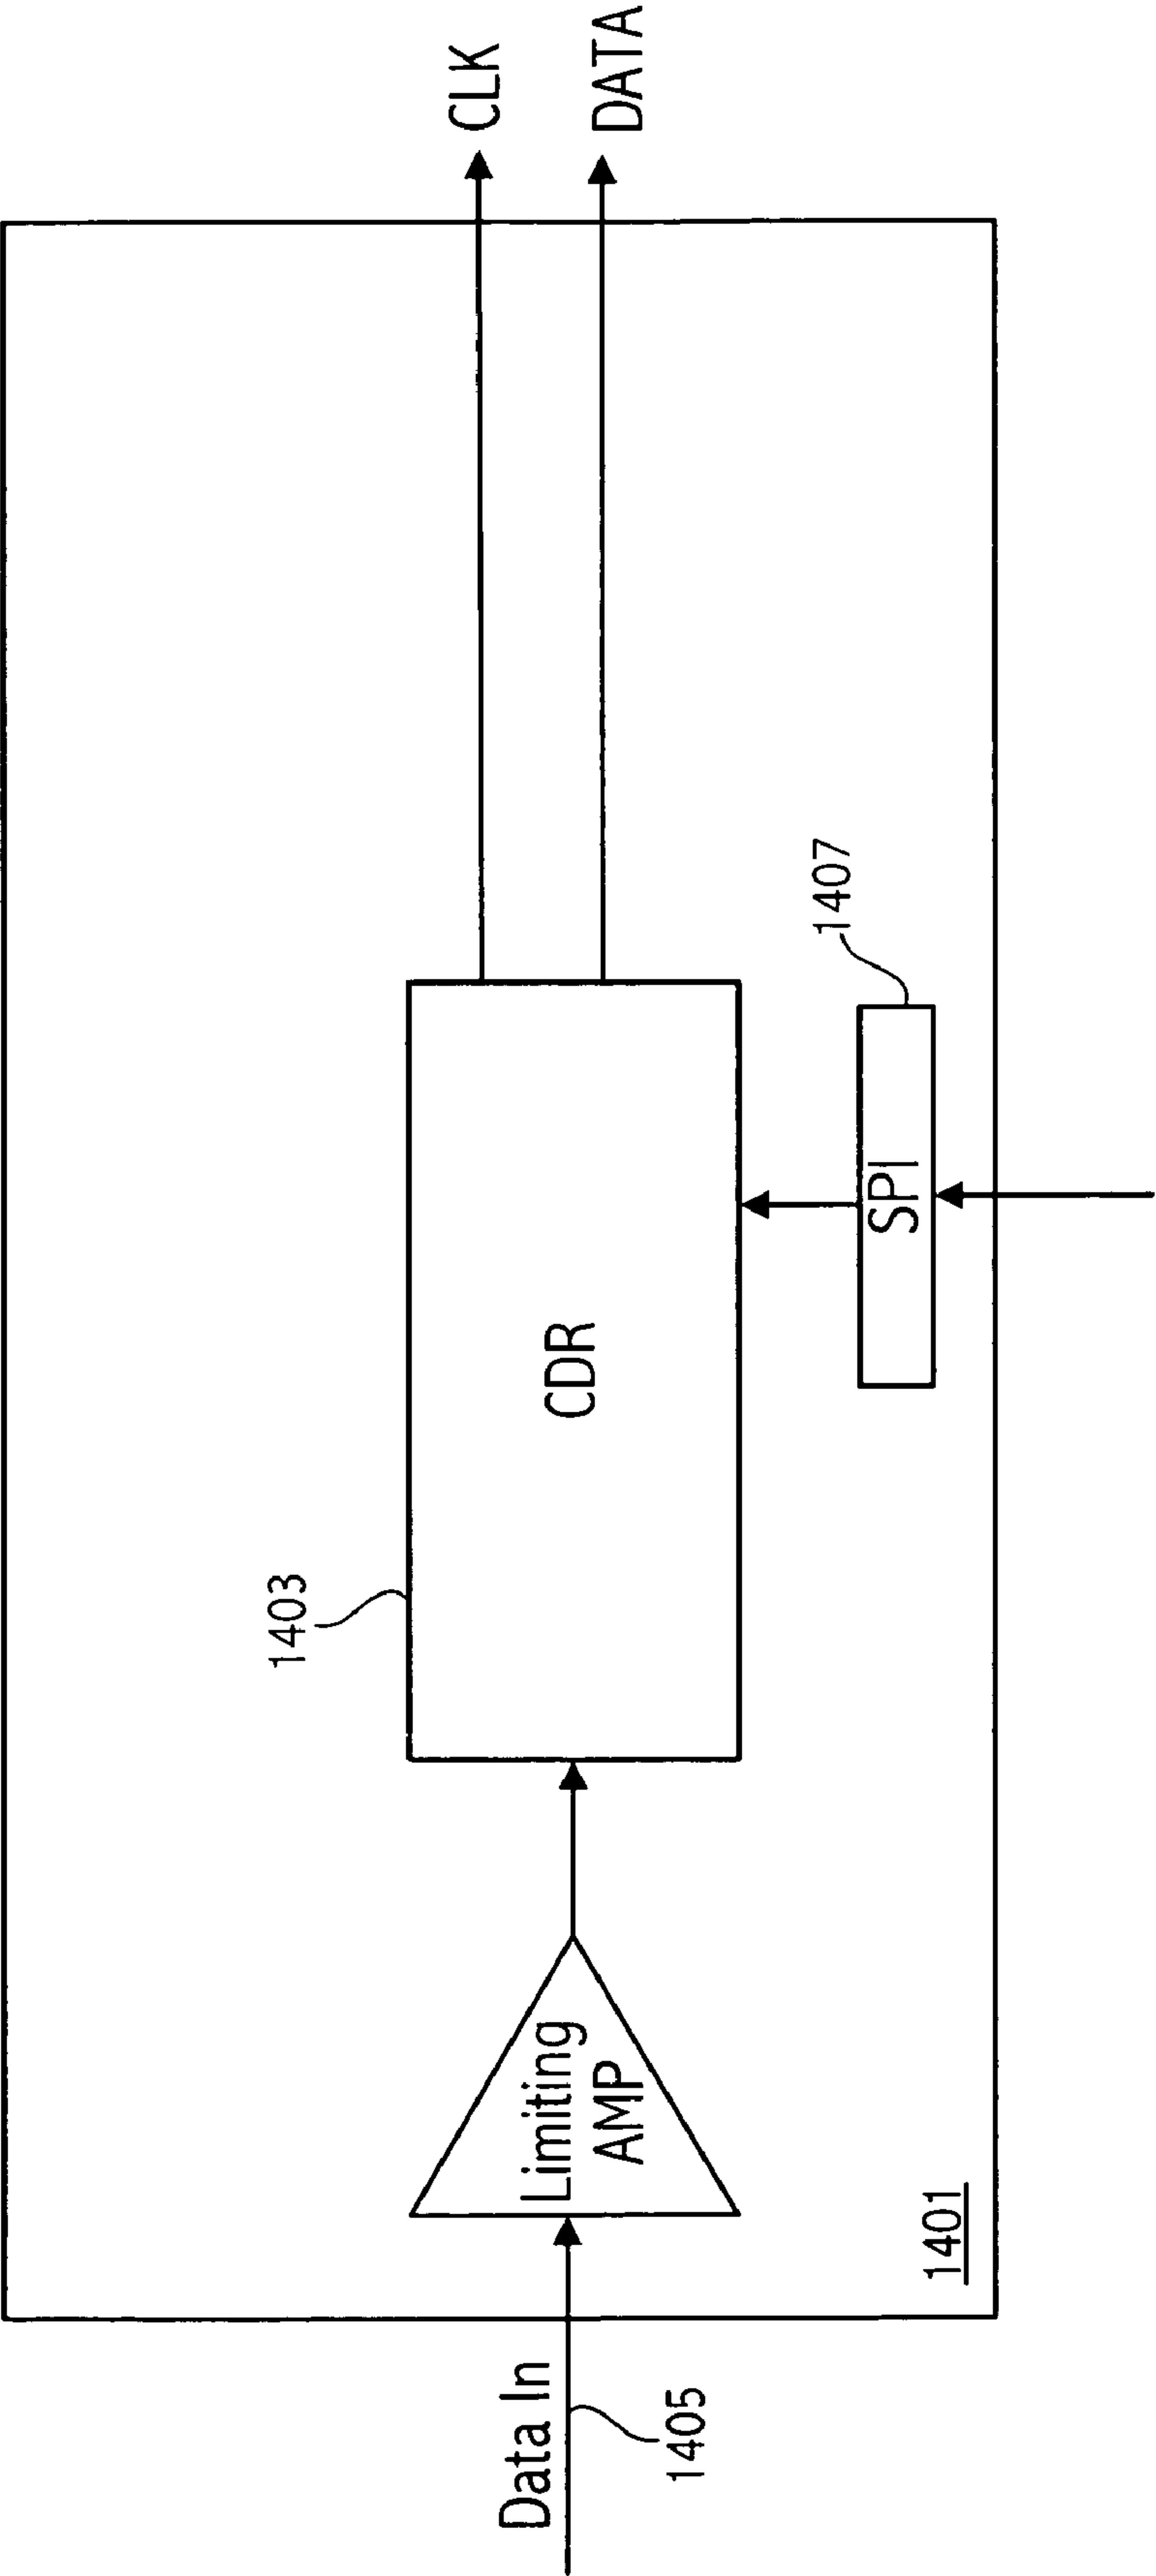 Data In
1405
Limiting
AMP
1403
CDR
SPI
1407
CLK
DATA
1401